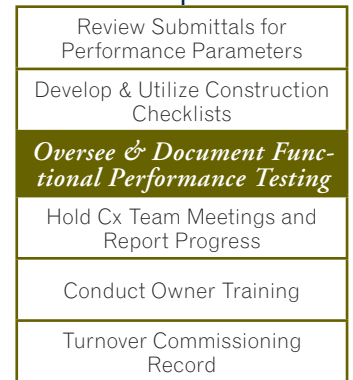 Review Submittals for
Performance Parameters
Develop & Utilize Construction
Checklists
Oversee & Document Func-
tional Performance Testing
Hold Cx Team Meetings and
Report Progress
Conduct Owner Training
Turnover Commissioning
Record